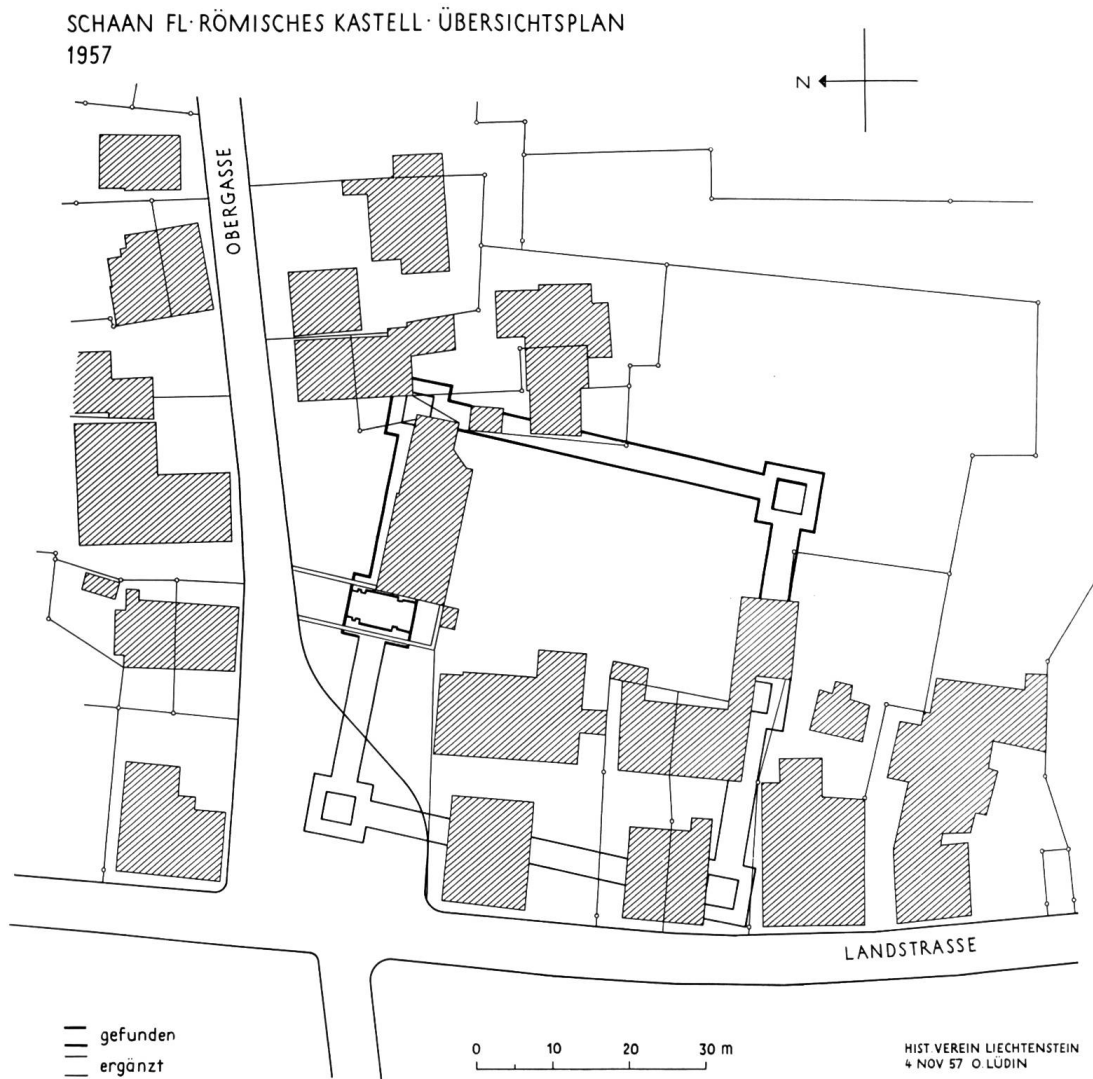 SCHAAN FL · RÖMISCHES KASTELL · ÜBERSICHTSPLAN
1957
N
OBERGASSE
LANDSTRASSE
gefunden
ergänzt
0 10 20 30 m
HIST. VEREIN LIECHTENSTEIN
4 NOV 57 O. LÜDIN